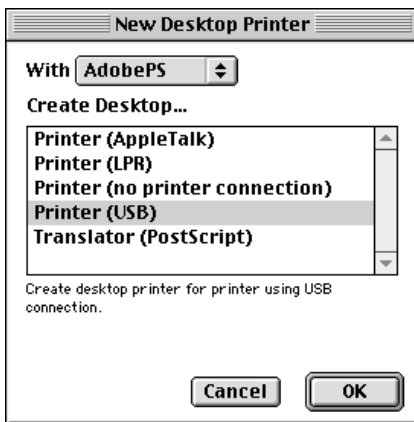 New Desktop Printer
With AdobePS
Create Desktop...
Printer (AppleTalk)
Printer (LPR)
Printer (no printer connection)
Printer (USB)
Translator (PostScript)
Create desktop printer for printer using USB
connection.
Cancel OK